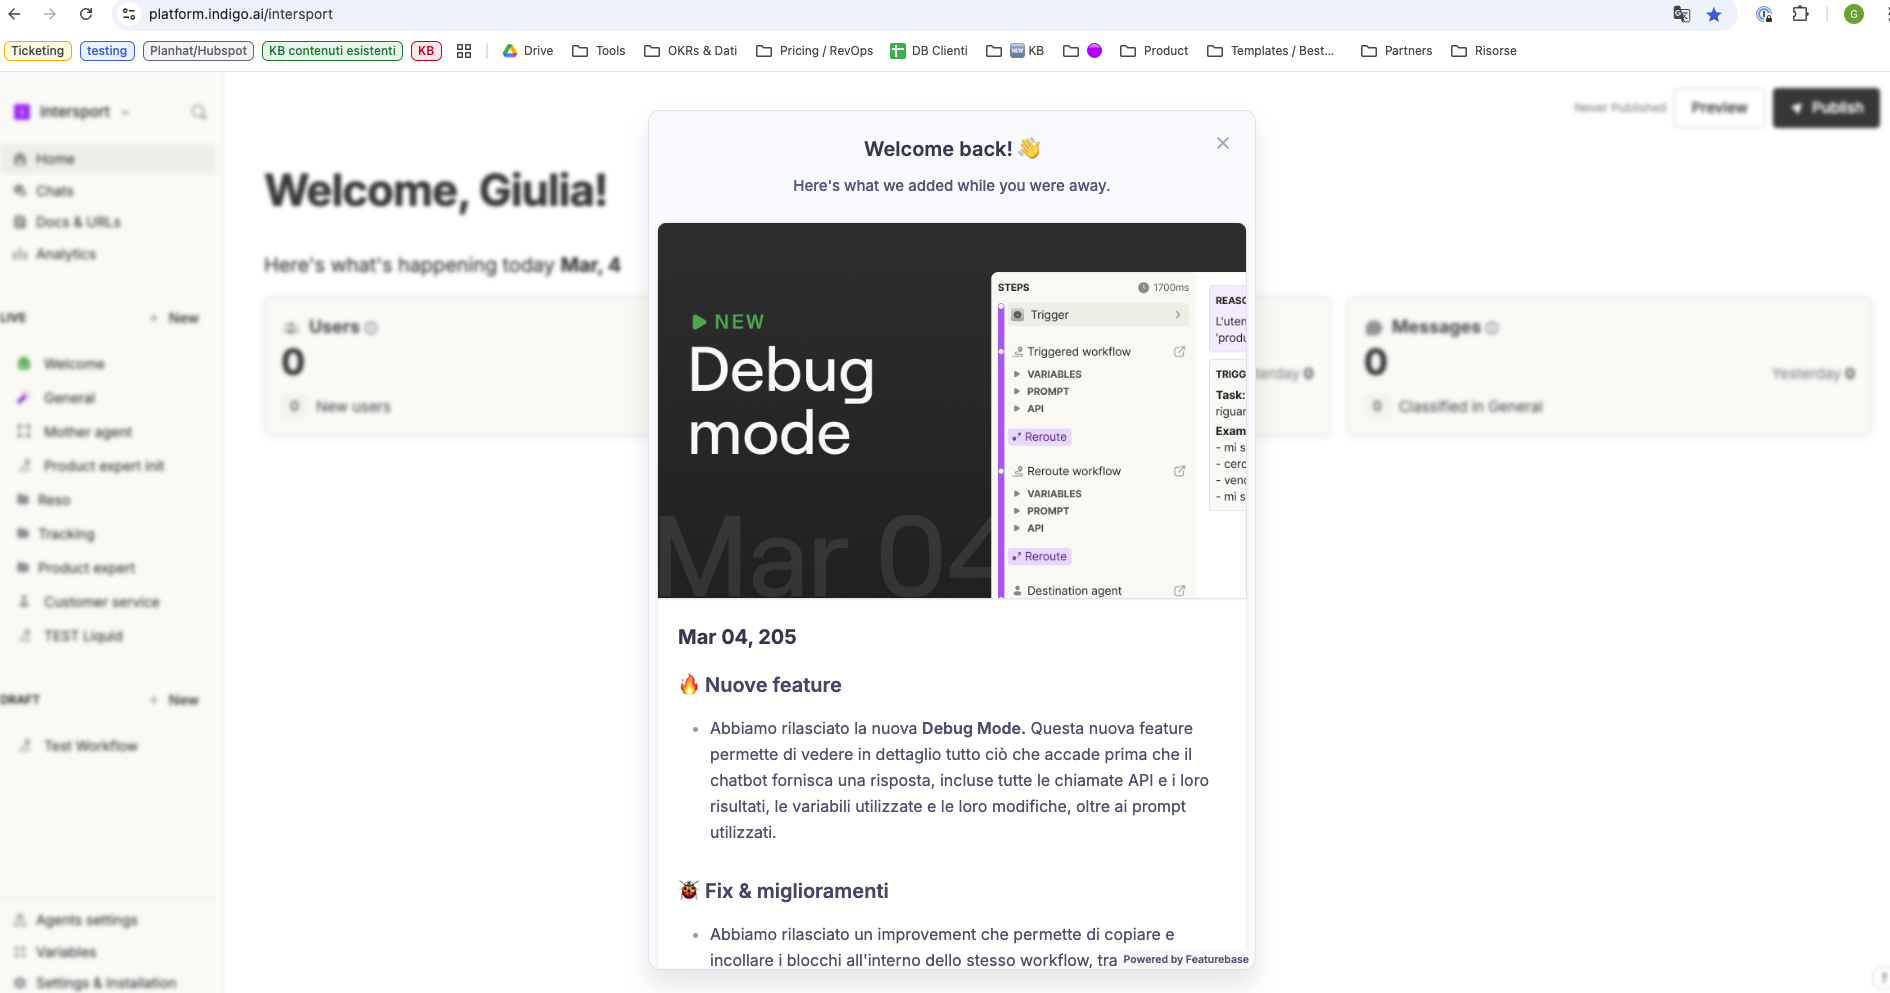 platform.indigo.ai/intersport
G
Ticketing
testing
Planhat/Hubspot
KB contenuti esistenti
KB
Drive
Tools
OKRs & Dati
Pricing / RevOps
DB Clienti
NEW KB
Product
Templates / Best...
Partners
Risorse
intersport
Home
Chats
Docs & URLs
Analytics
LIVE
+ New
Welcome
General
Mother agent
Product expert init
Reso
Tracking
Product expert
Customer service
TEST Liquid
DRAFT
+ New
Test Workflow
Agents settings
Variables
Settings & Installation
Never Published
Preview
Publish
Welcome, Giulia!
Here's what's happening today Mar, 4
Users
0
0 New users
0
Messages
0
Yesterday 0
0 Classified in General
Welcome back! 👋
Here's what we added while you were away.
NEW
Debug
mode
Mar 04
STEPS
1700ms
Trigger
Triggered workflow
VARIABLES
PROMPT
API
Reroute
Reroute workflow
VARIABLES
PROMPT
API
Reroute
Destination agent
REASO
L'uten
'produ
TRIGG
Task:
riguar
Exam
- mi s
- cerc
- vend
- mi s
Mar 04, 205
🔥 Nuove feature
• Abbiamo rilasciato la nuova Debug Mode. Questa nuova feature
permette di vedere in dettaglio tutto ciò che accade prima che il
chatbot fornisca una risposta, incluse tutte le chiamate API e i loro
risultati, le variabili utilizzate e le loro modifiche, oltre ai prompt
utilizzati.
🐞 Fix & miglioramenti
• Abbiamo rilasciato un improvement che permette di copiare e
incollare i blocchi all'interno dello stesso workflow, tra
Powered by Featurebase